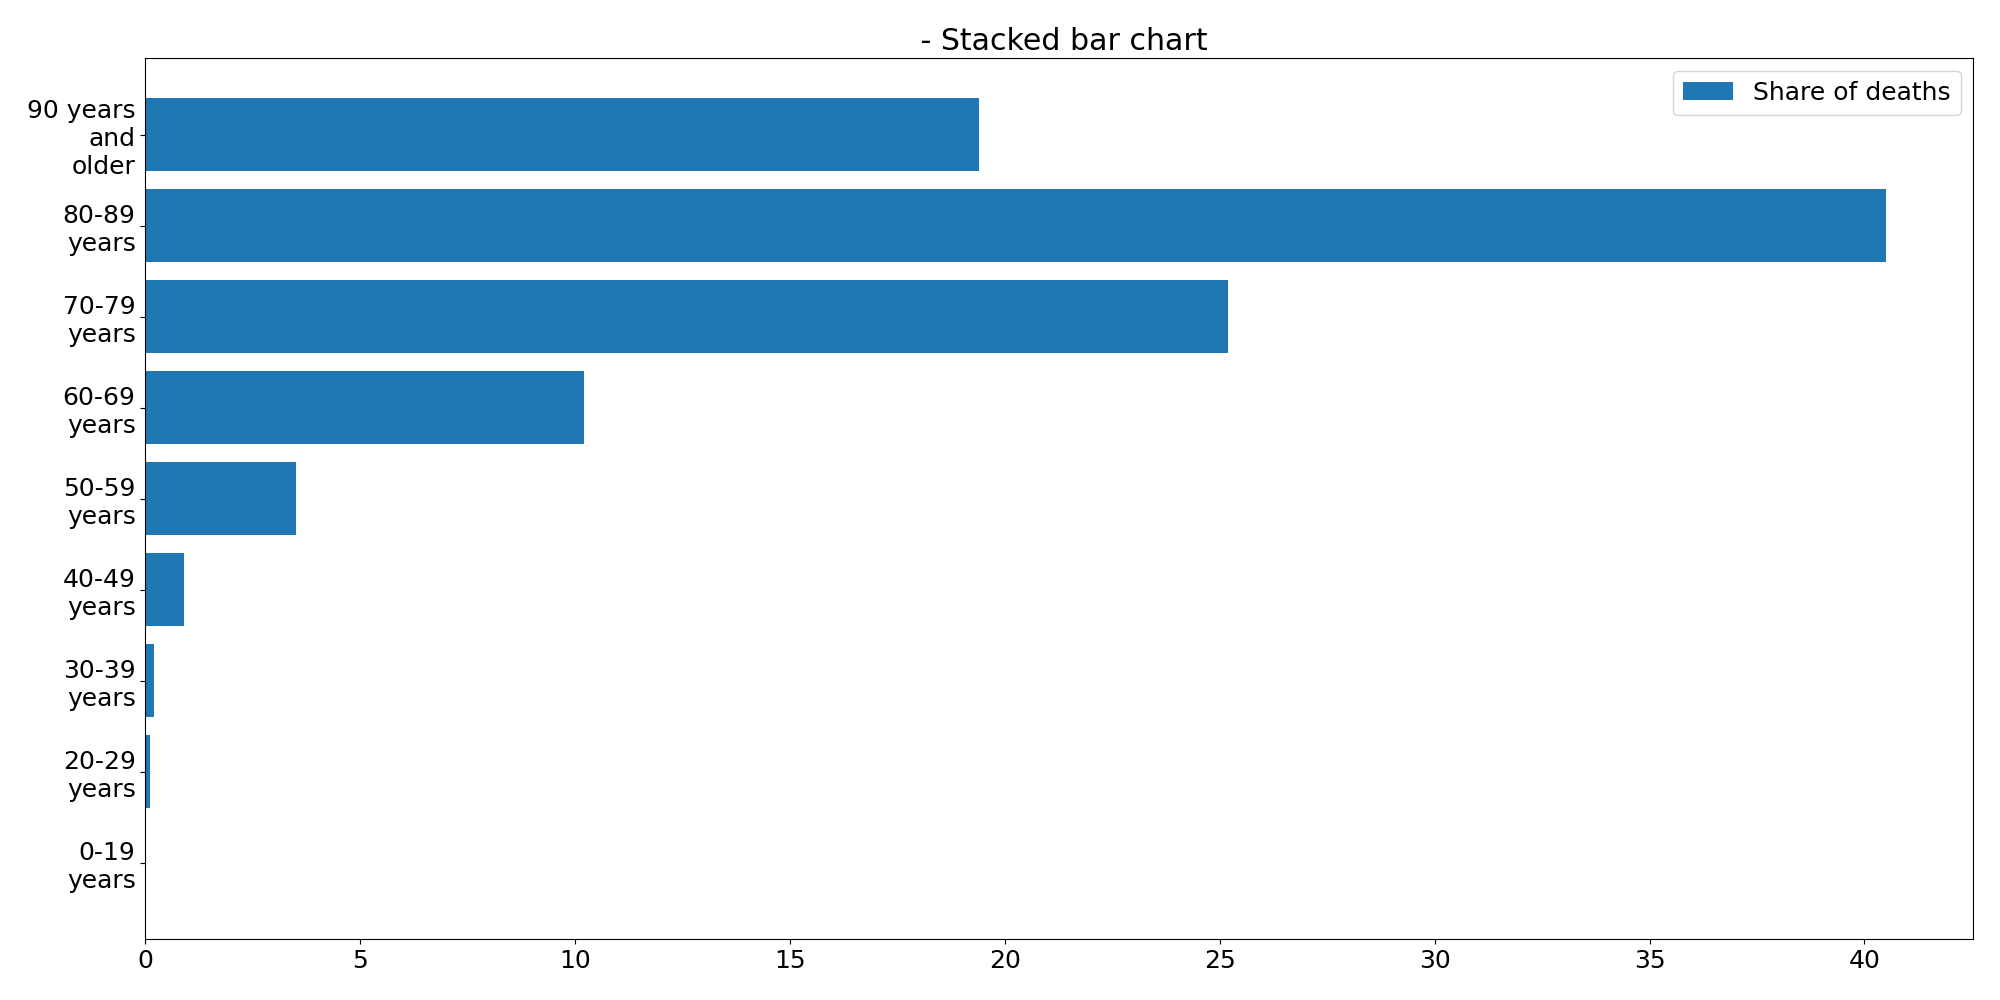 - Stacked bar chart
Share of deaths
90 years
and
older
80-89
years
70-79
years
60-69
years
50-59
years
40-49
years
30-39
years
20-29
years
0-19
years
0 5 10 15 20 25 30 35 40